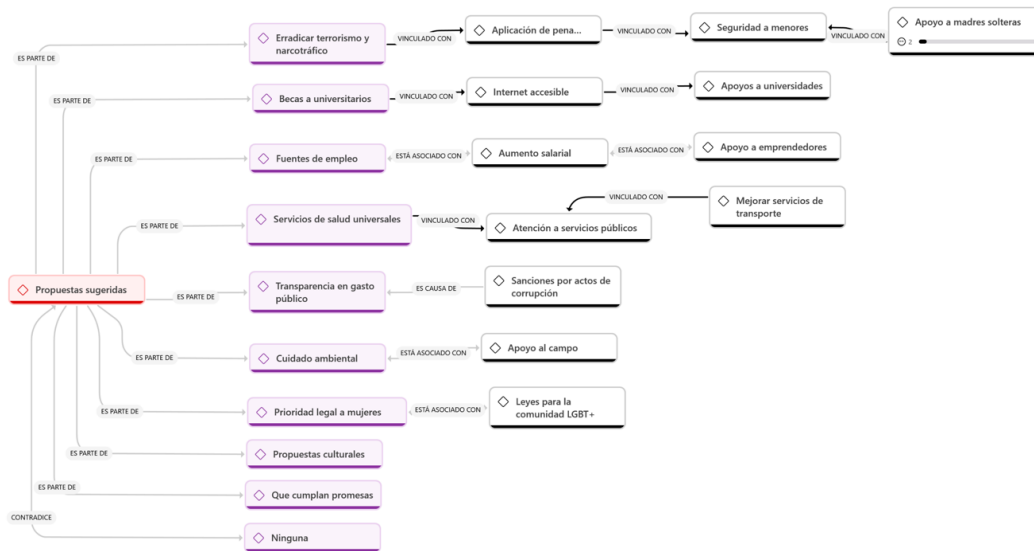 ES PARTE DE
Erradicar terrorismo y
narcotráfico
VINCULADO CON
Aplicación de pena...
VINCULADO CON
Seguridad a menores
VINCULADO CON
Apoyo a madres solteras
2
ES PARTE DE
Becas a universitarios
VINCULADO CON
Internet accesible
VINCULADO CON
Apoyos a universidades
ES PARTE DE
Fuentes de empleo
ESTÁ ASOCIADO CON
Aumento salarial
ESTÁ ASOCIADO CON
Apoyo a emprendedores
ES PARTE DE
Servicios de salud universales
VINCULADO CON
Atención a servicios públicos
VINCULADO CON
Mejorar servicios de
transporte
Propuestas sugeridas
ES PARTE DE
Transparencia en gasto
público
ES CAUSA DE
Sanciones por actos de
corrupción
ES PARTE DE
Cuidado ambiental
ESTÁ ASOCIADO CON
Apoyo al campo
ES PARTE DE
Prioridad legal a mujeres
ESTÁ ASOCIADO CON
Leyes para la
comunidad LGBT+
ES PARTE DE
Propuestas culturales
ES PARTE DE
Que cumplan promesas
CONTRADICE
Ninguna